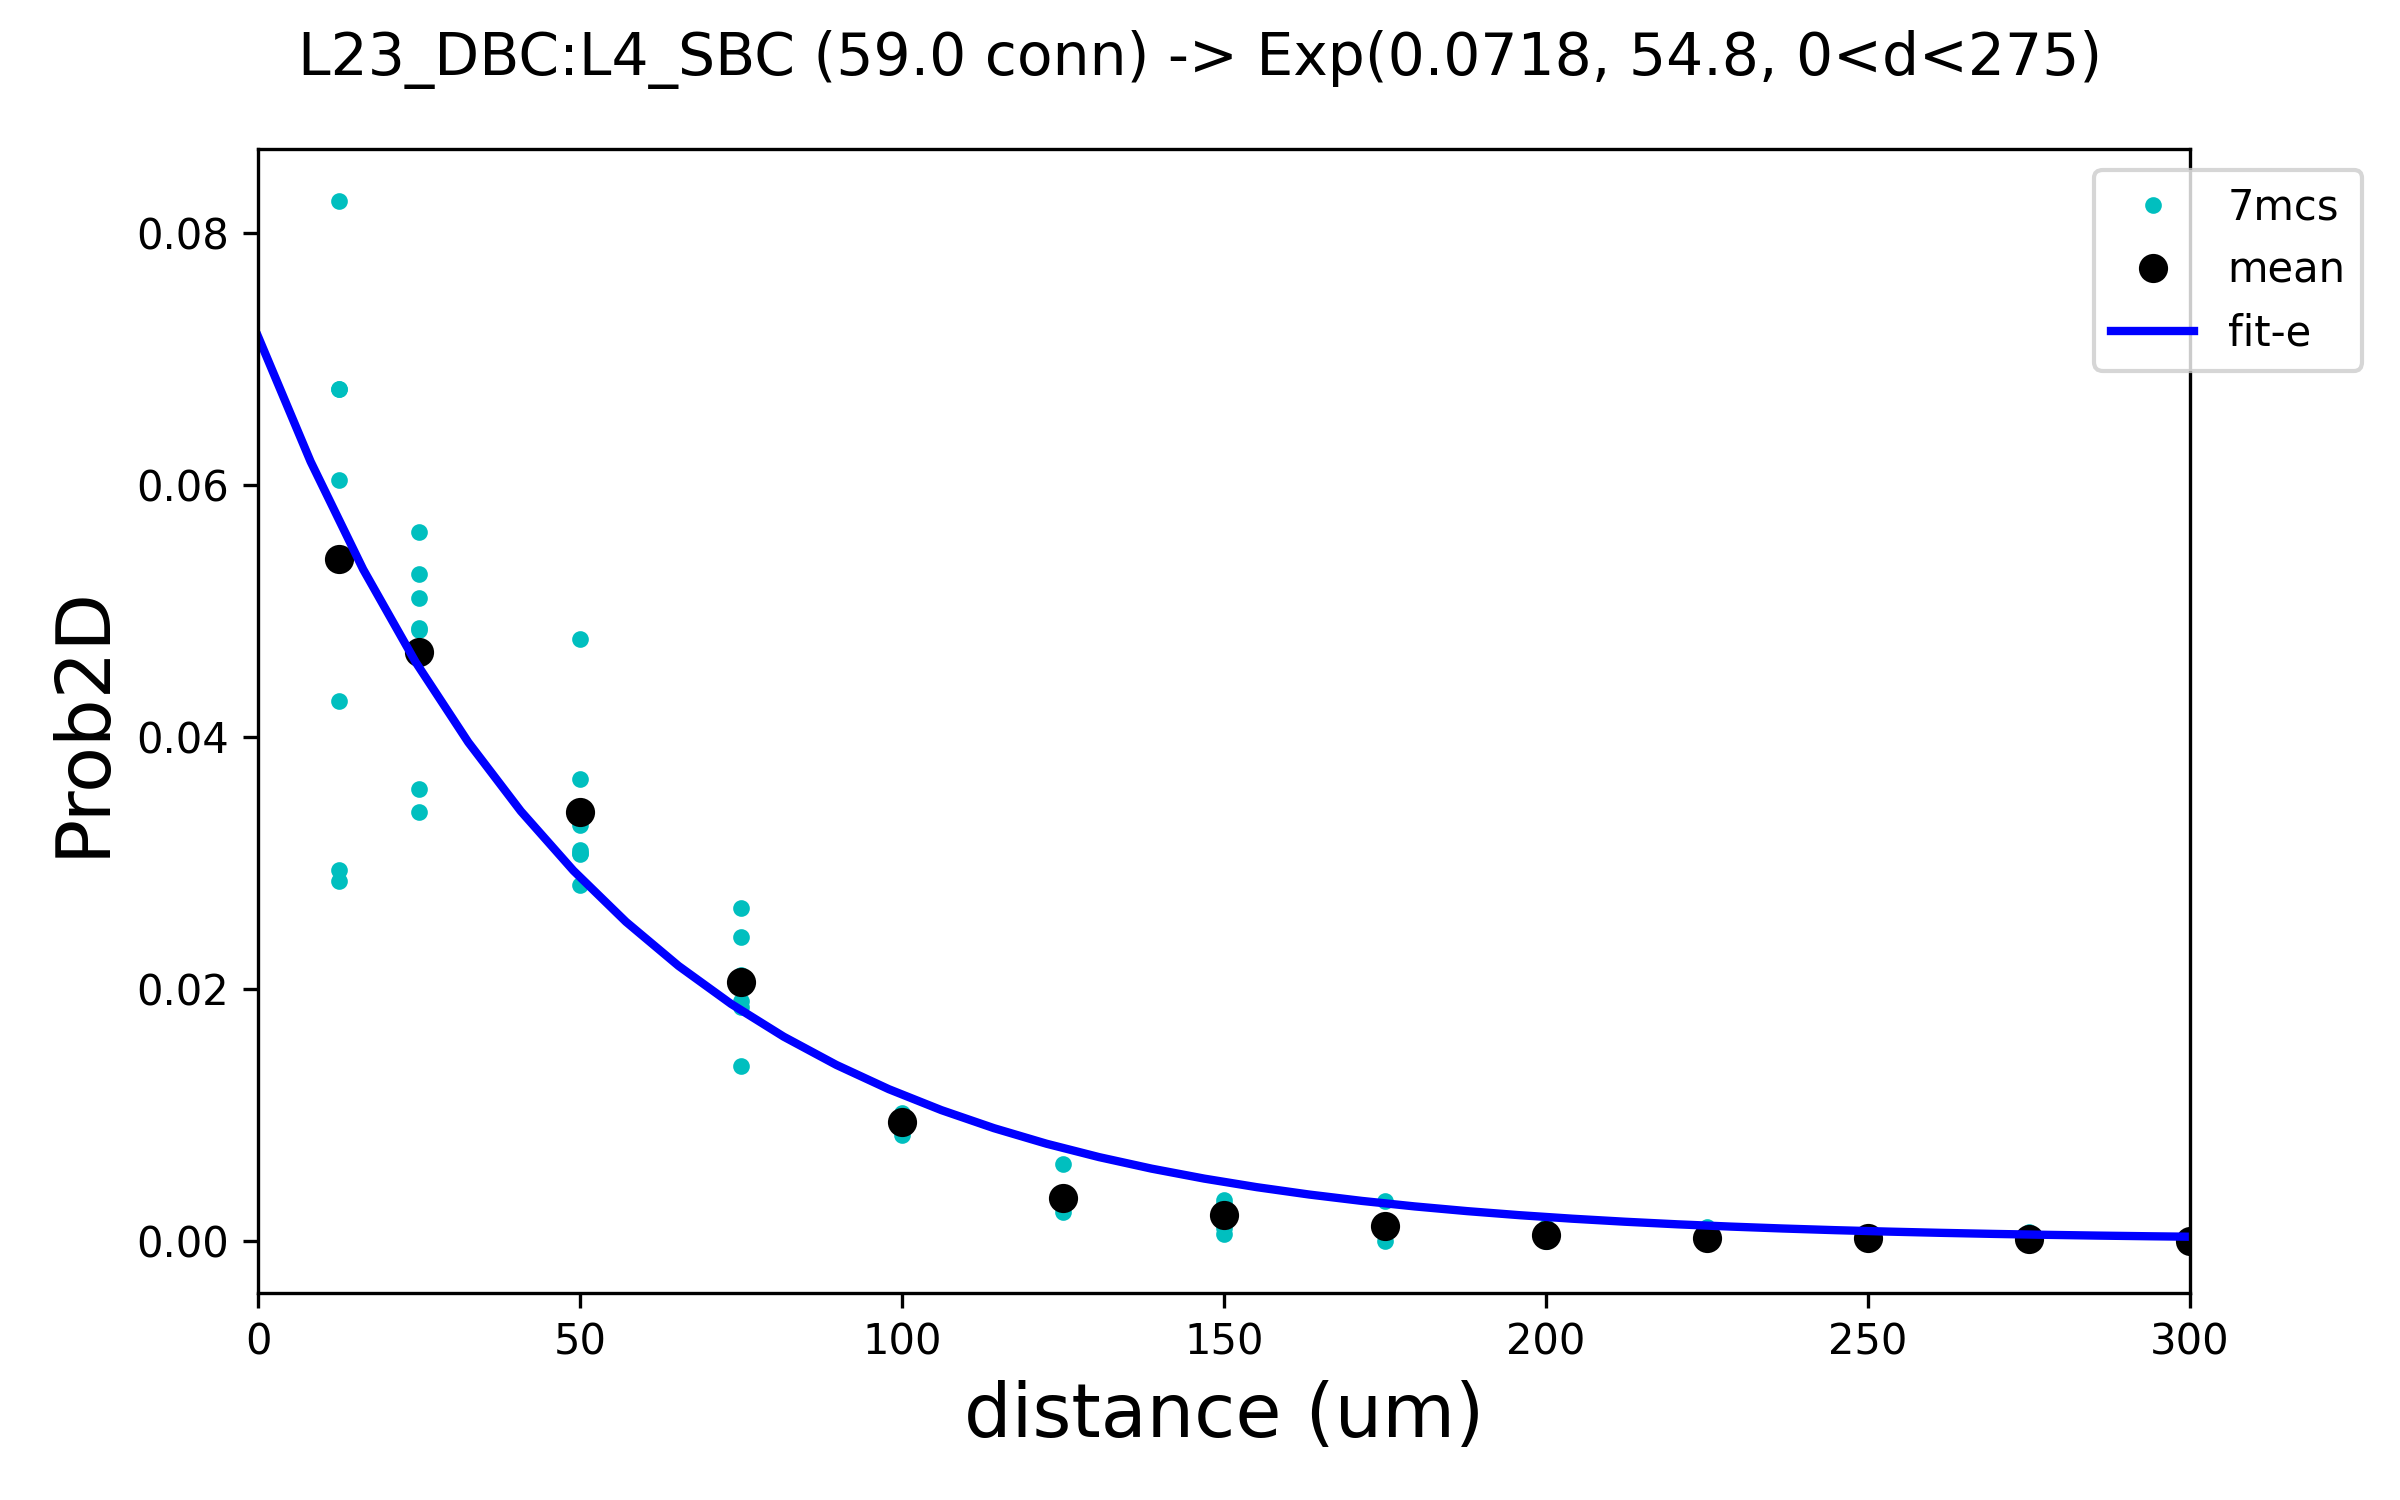 L23_DBC:L4_SBC (59.0 conn) -> Exp(0.0718, 54.8, 0<d<275)
7mcs
mean
fit-e
0.08
0.06
0.04
0.02
0.00
Prob2D
0 50 100 150 200 250 300
distance (um)